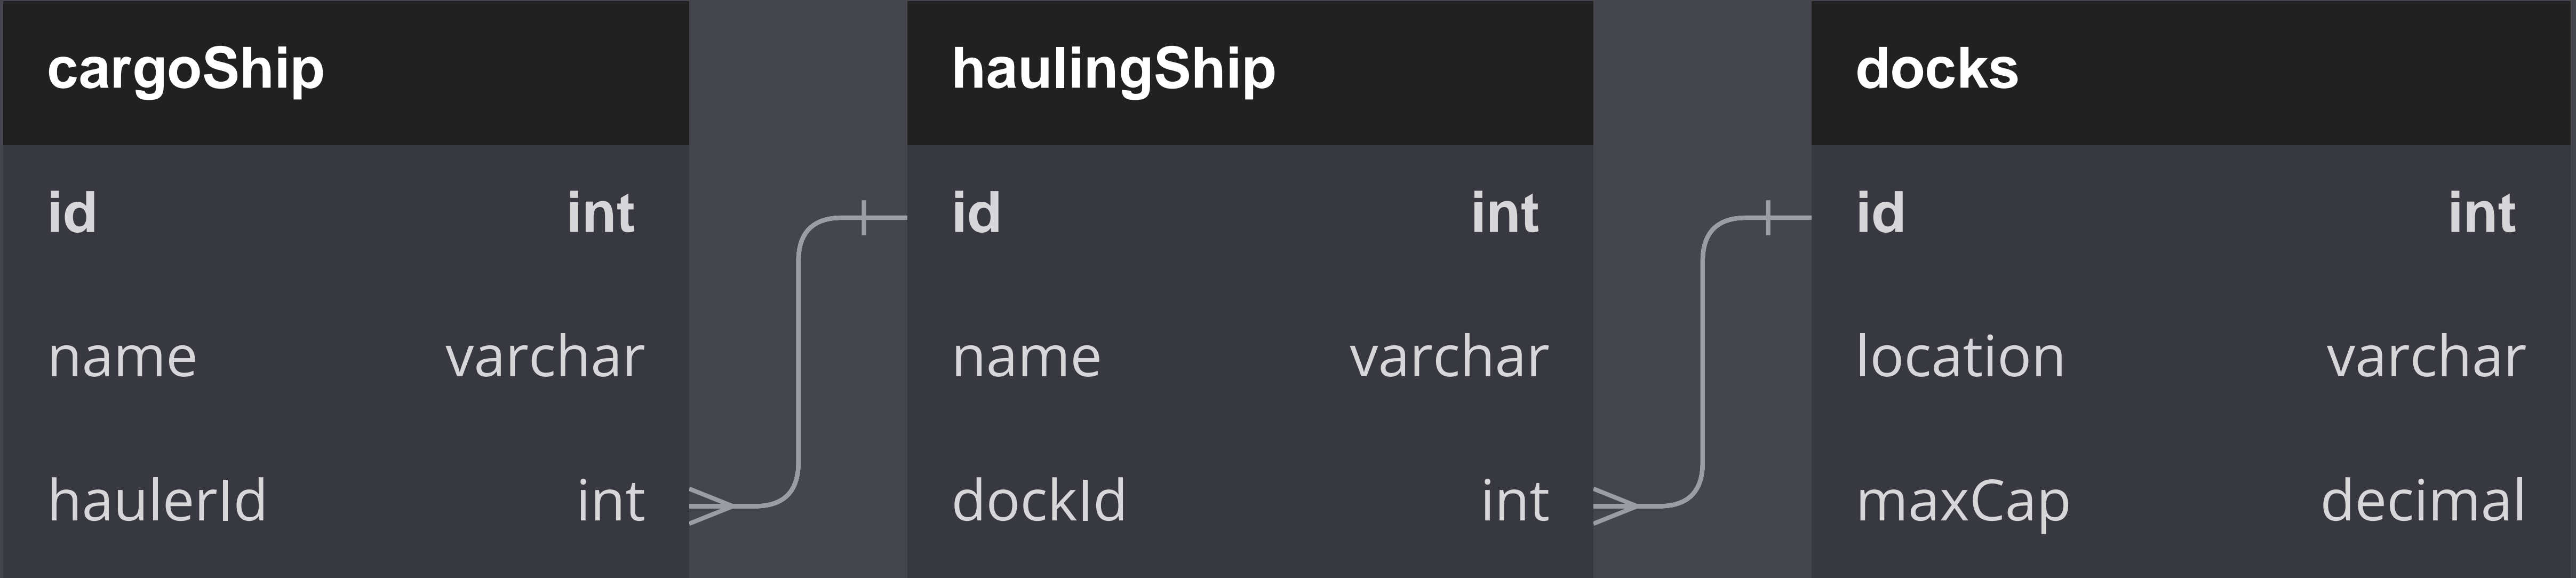 cargoShip
id int
name varchar
haulerId int
haulingShip
id int
name varchar
dockId int
docks
id int
location varchar
maxCap decimal